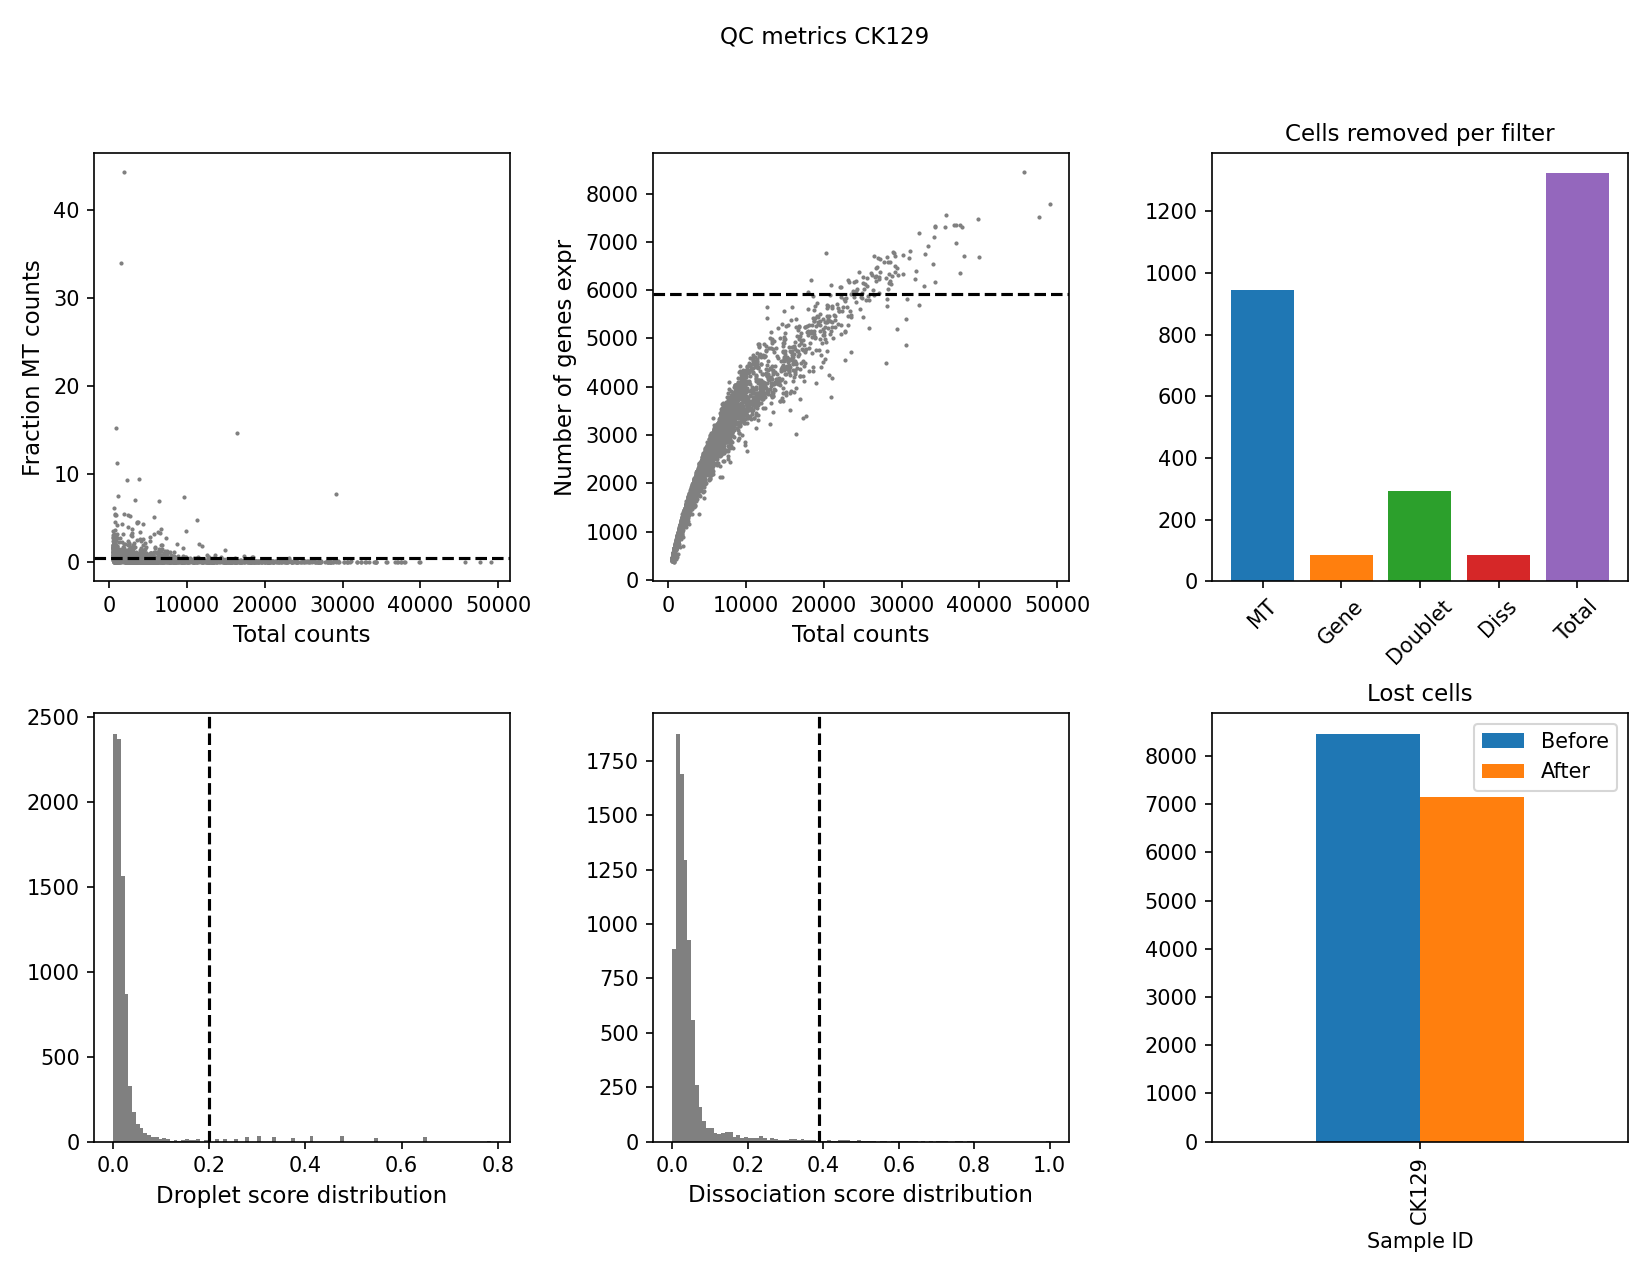 QC metrics CK129
Fraction MT counts
40
30
20
10
0
0 10000 20000 30000 40000 50000
Total counts
Number of genes expr
8000
7000
6000
5000
4000
3000
2000
1000
0
0 10000 20000 30000 40000 50000
Total counts
Cells removed per filter
1200
1000
800
600
400
200
0
MT Gene Doublet Diss Total
2500
2000
1500
1000
500
0
0.0 0.2 0.4 0.6 0.8
Droplet score distribution
1750
1500
1250
1000
750
500
250
0
0.0 0.2 0.4 0.6 0.8 1.0
Dissociation score distribution
Lost cells
Before
After
8000
7000
6000
5000
4000
3000
2000
1000
0
CK129
Sample ID